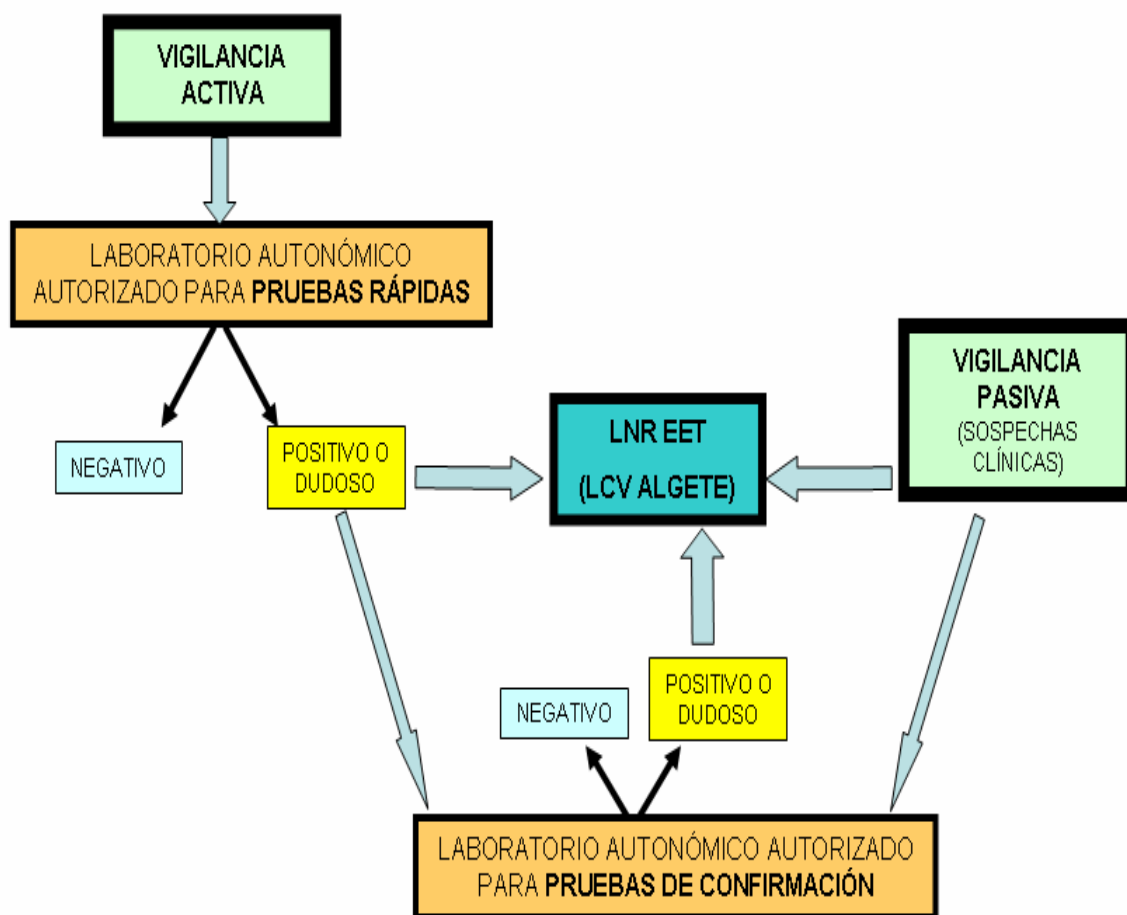 VIGILANCIA
ACTIVA
LABORATORIO AUTONÓMICO
AUTORIZADO PARA PRUEBAS RÁPIDAS
NEGATIVO
POSITIVO O
DUDOSO
LNR EET
(LCV ALGETE)
VIGILANCIA
PASIVA
(SOSPECHAS
CLÍNICAS)
NEGATIVO
POSITIVO O
DUDOSO
LABORATORIO AUTONÓMICO AUTORIZADO
PARA PRUEBAS DE CONFIRMACIÓN